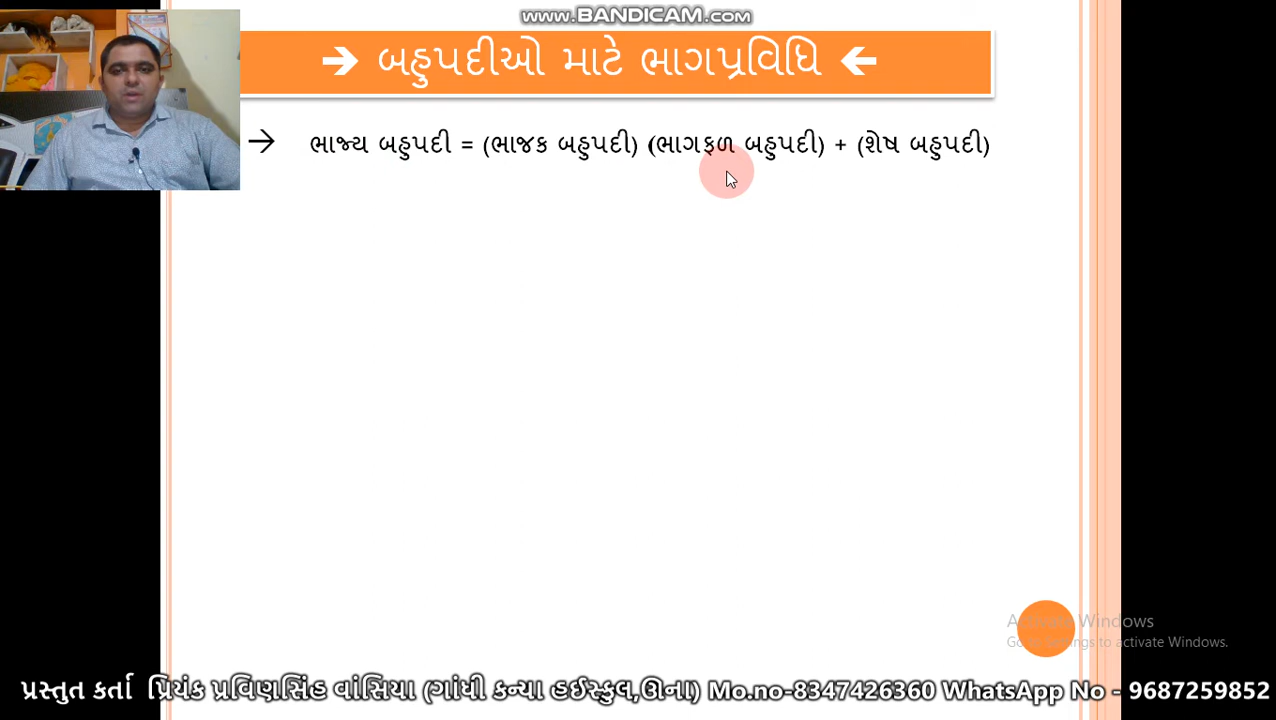 www.BANDICAM.com
→ બહુપદીઓ માટે ભાગપ્રવિધિ ←
→ ભાજ્ય બહુપદી = (ભાજક બહુપદી) (ભાગફળ બહુપદી) + (શેષ બહુપદી)
Activate Windows
Go to Settings to activate Windows.
પ્રસ્તુત કર્તા પ્રિયંક પ્રવિણસિંહ વાંસિયા (ગાંધી કન્યા હઈસ્કુલ,ઊના) Mo.no-8347426360 WhatsApp No - 9687259852